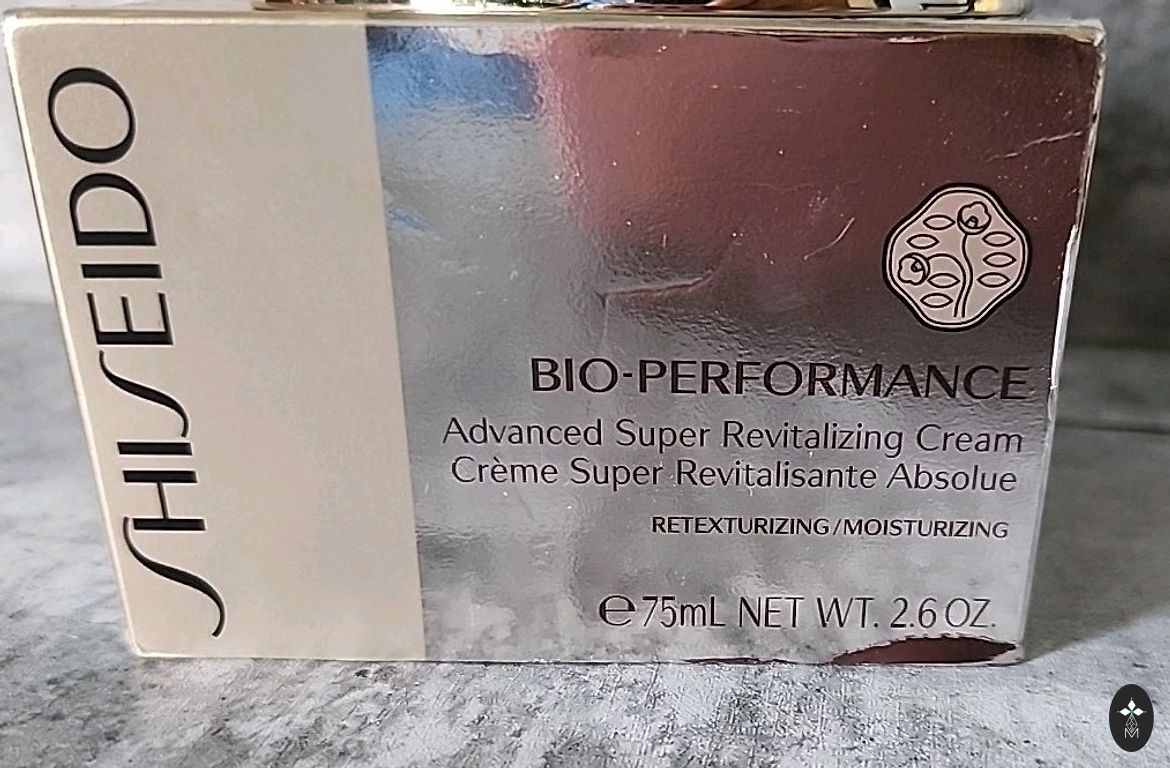 SHISEIDO
BIO-PERFORMANCE
Advanced Super Revitalizing Cream
Crème Super Revitalisante Absolue
RETEXTURIZING/MOISTURIZING
℮75mL NET WT. 2.6 OZ.
M